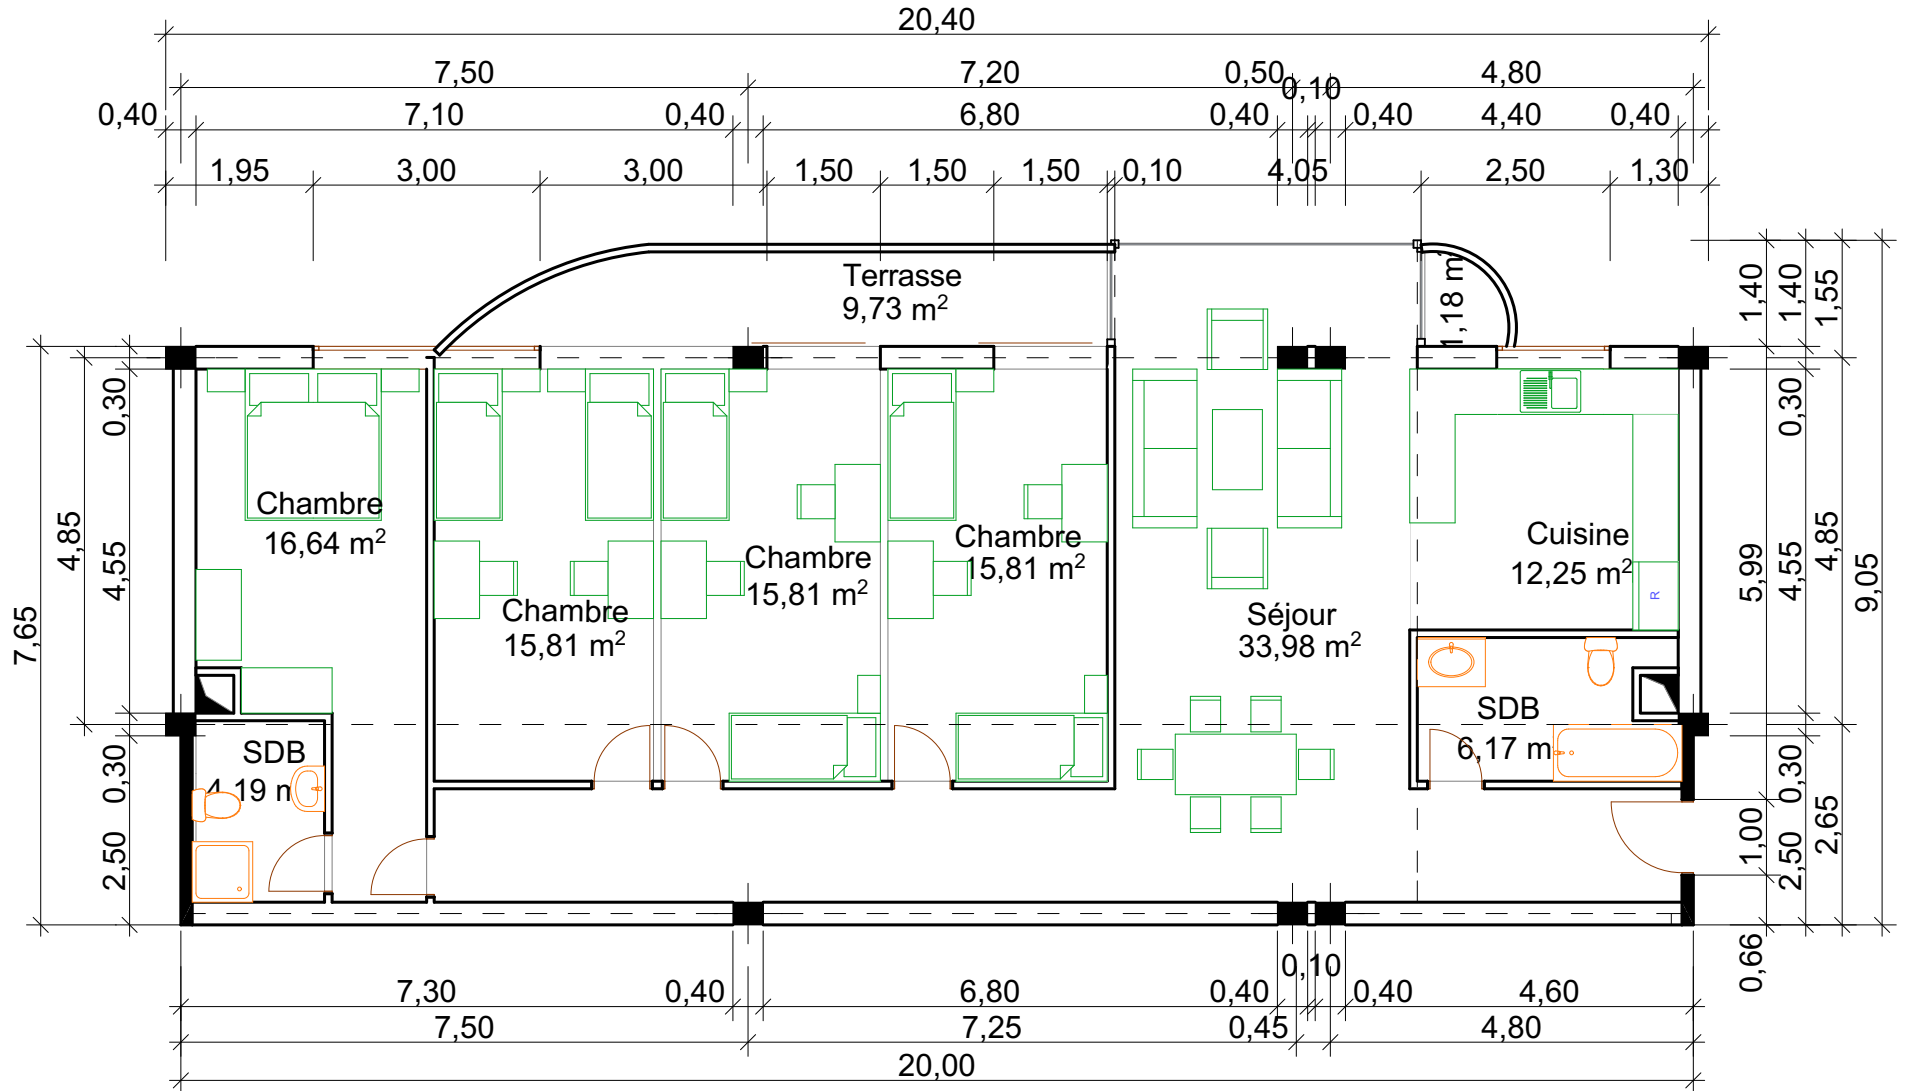 20,40
7,50 7,20 0,50 0,10 4,80
0,40 7,10 0,40 6,80 0,40 0,40 4,40 0,40
1,95 3,00 3,00 1,50 1,50 1,50 0,10 4,05 2,50 1,30
Terrasse
9,73 m²
1,18 m
1,40 1,40 1,55
0,30 0,30
Chambre
16,64 m²
Chambre
15,81 m²
Chambre
15,81 m²
Chambre
15,81 m²
Cuisine
12,25 m²
R
Séjour
33,98 m²
SDB
6,17 m
SDB
4,19 m
7,65
4,85
4,55
0,30
2,50
5,99
4,55
4,85
9,05
0,30
1,00
2,50
2,65
0,66
0,10
7,30 0,40 6,80 0,40 0,40 4,60
7,50 7,25 0,45 4,80
20,00